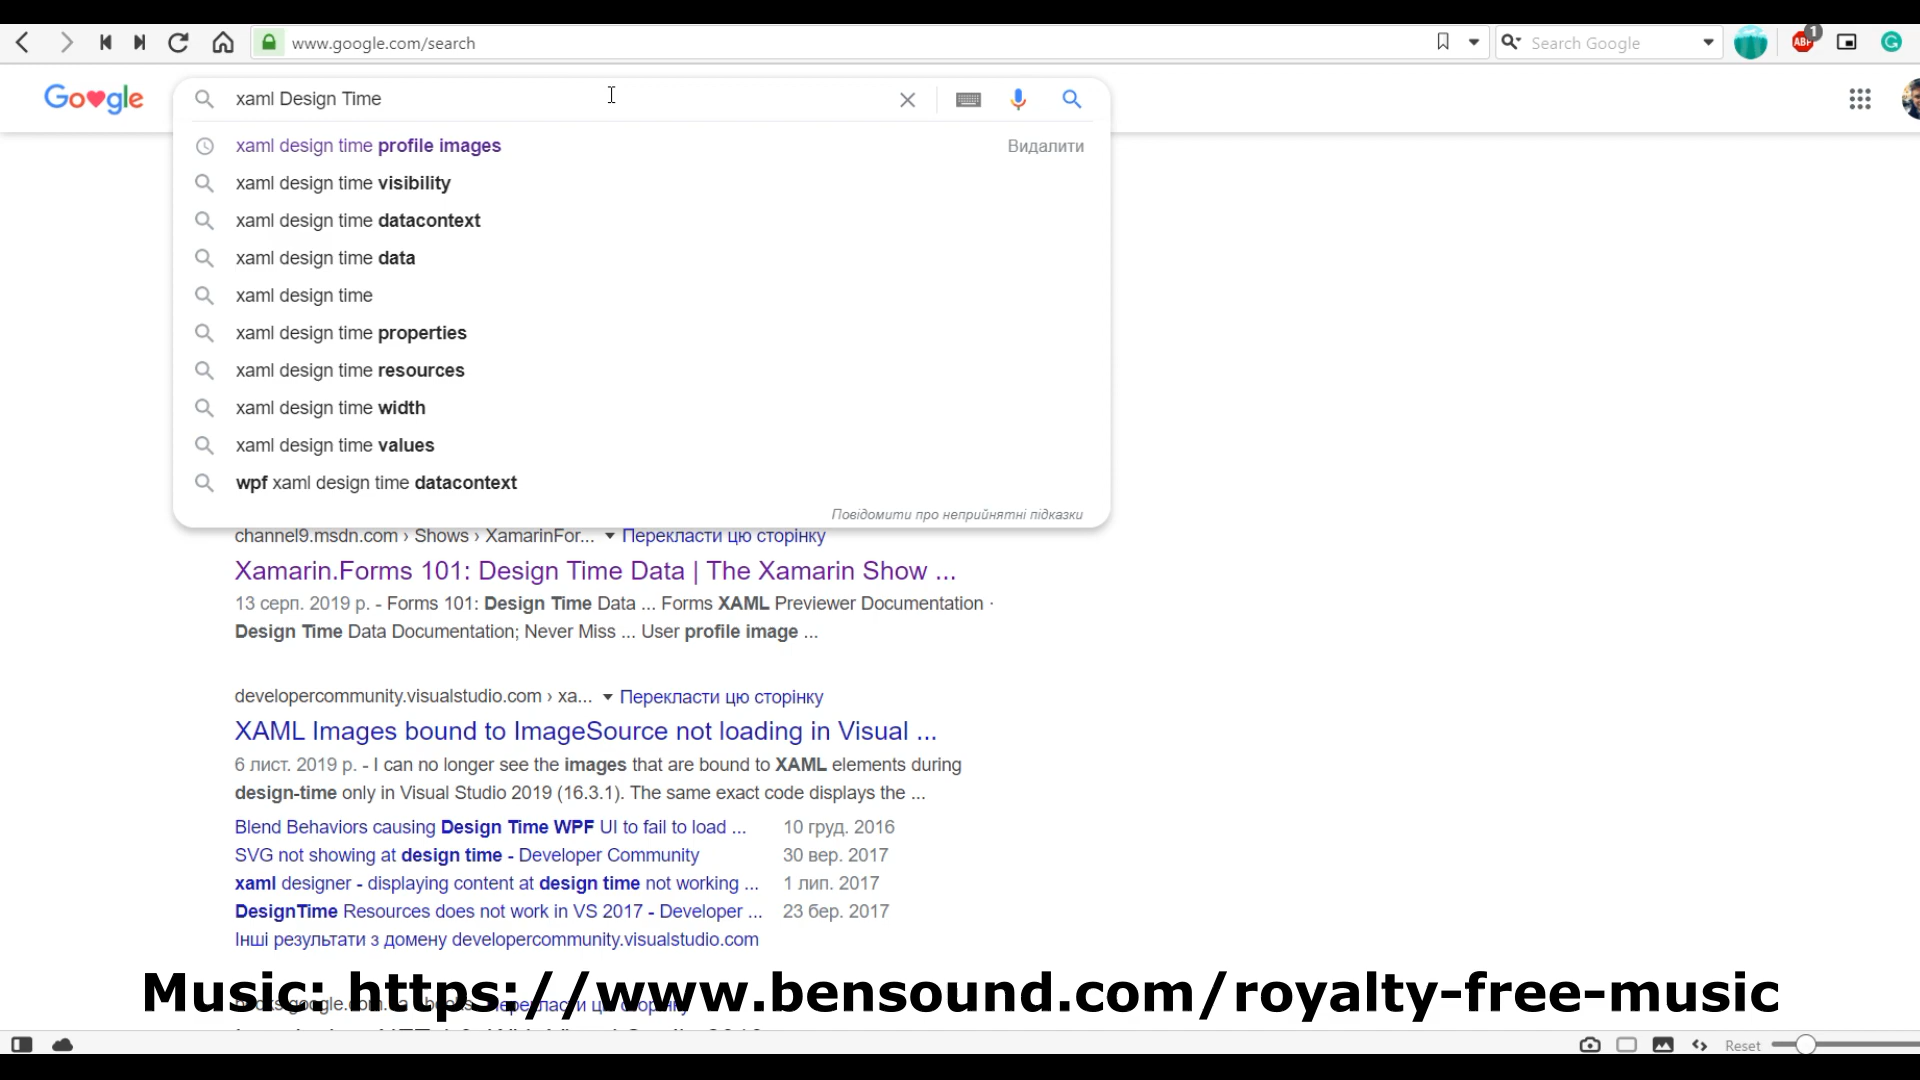 www.google.com/search
Search Google
ABP
1
G
Google
xaml Design Time
xaml design time profile images
Видалити
xaml design time visibility
xaml design time datacontext
xaml design time data
xaml design time
xaml design time properties
xaml design time resources
xaml design time width
xaml design time values
wpf xaml design time datacontext
Повідомити про неприйнятні підказки
channel9.msdn.com › Shows › XamarinFor... Перекласти цю сторінку
Xamarin.Forms 101: Design Time Data | The Xamarin Show ...
13 серп. 2019 р. - Forms 101: Design Time Data ... Forms XAML Previewer Documentation ·
Design Time Data Documentation; Never Miss ... User profile image ...
developercommunity.visualstudio.com › xa... Перекласти цю сторінку
XAML Images bound to ImageSource not loading in Visual ...
6 лист. 2019 р. - I can no longer see the images that are bound to XAML elements during
design-time only in Visual Studio 2019 (16.3.1). The same exact code displays the ...
Blend Behaviors causing Design Time WPF UI to fail to load ... 10 груд. 2016
SVG not showing at design time - Developer Community 30 вер. 2017
xaml designer - displaying content at design time not working ... 1 лип. 2017
DesignTime Resources does not work in VS 2017 - Developer ... 23 бер. 2017
Інші результати з домену developercommunity.visualstudio.com
Music: https://www.bensound.com/royalty-free-music
Reset